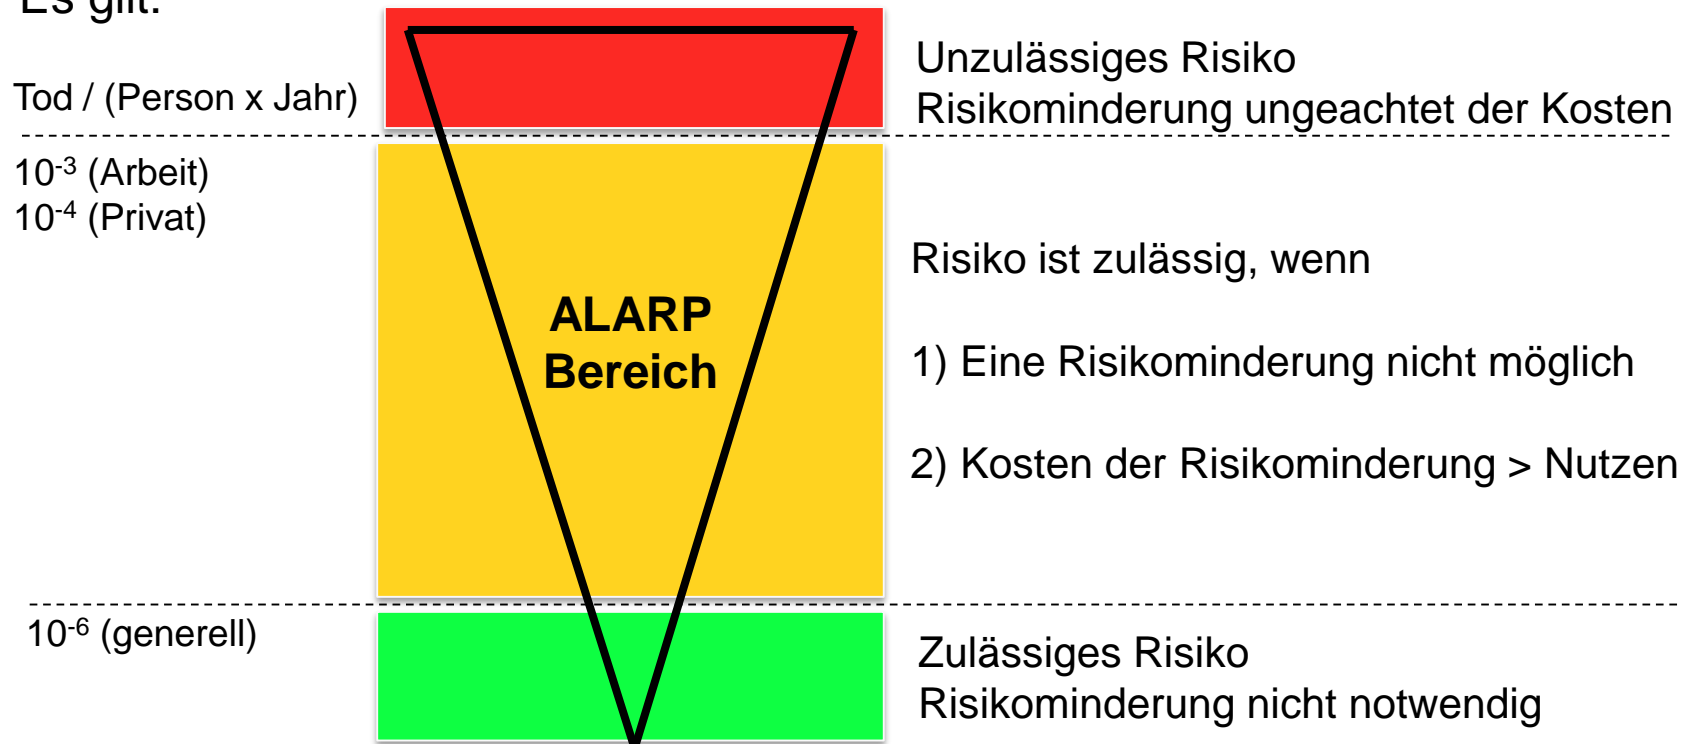 Es gilt:
Tod / (Person x Jahr)
Unzulässiges Risiko
Risikominderung ungeachtet der Kosten
10⁻³ (Arbeit)
10⁻⁴ (Privat)
ALARP
Bereich
Risiko ist zulässig, wenn
1) Eine Risikominderung nicht möglich
2) Kosten der Risikominderung > Nutzen
10⁻⁶ (generell)
Zulässiges Risiko
Risikominderung nicht notwendig